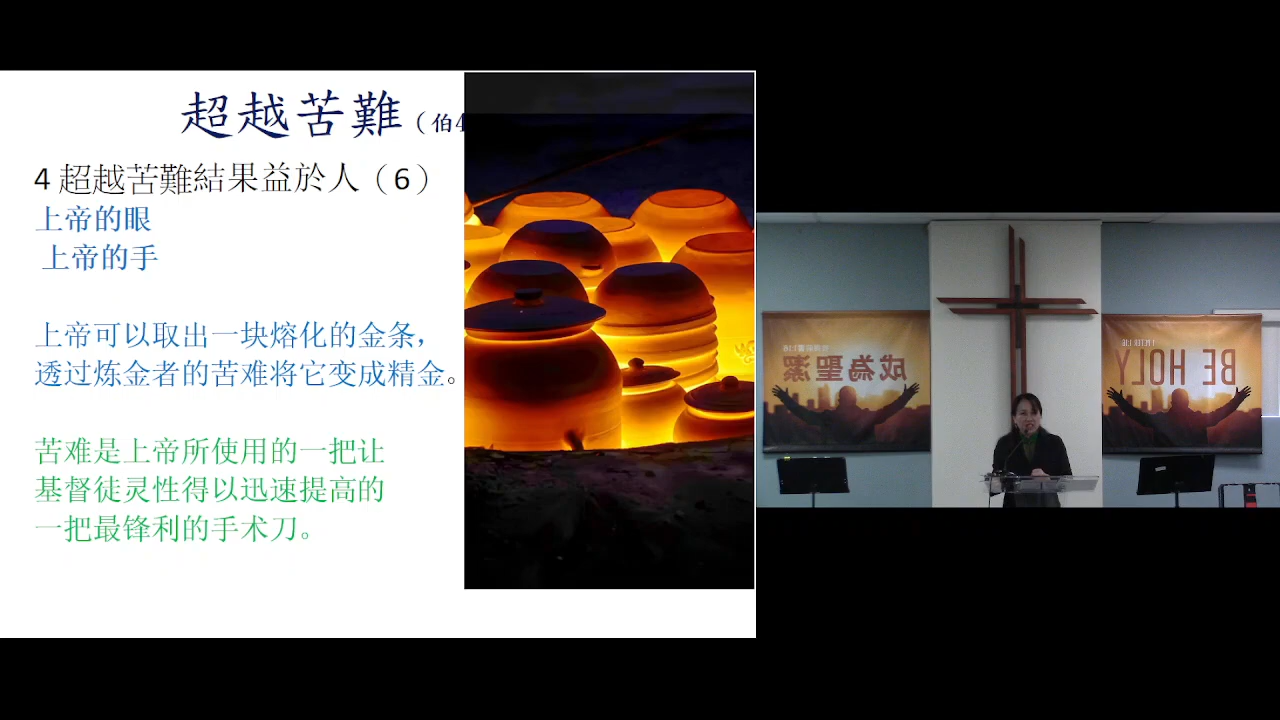 超越苦難（伯4
4 超越苦難結果益於人（6）
上帝的眼
上帝的手
上帝可以取出一块熔化的金条，
透过炼金者的苦难将它变成精金。
苦难是上帝所使用的一把让
基督徒灵性得以迅速提高的
一把最锋利的手术刀。
成為聖潔
I PETER 1:16
BE HOLY